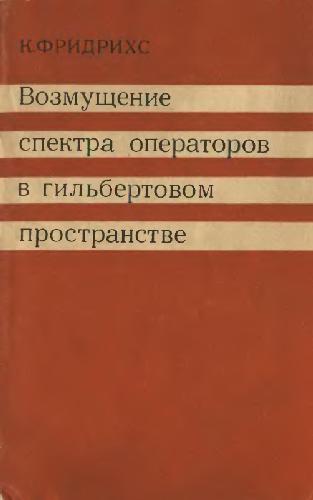 К. ФРИДРИХС
Возмущение
спектра операторов
в гильбертовом
пространстве